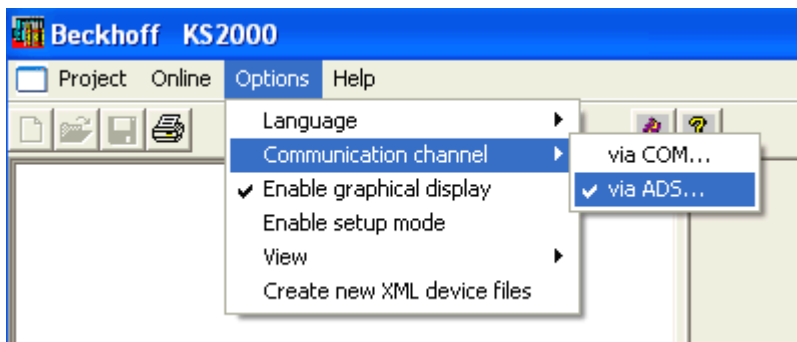 Beckhoff KS2000
Project Online Options Help
Language
Communication channel
via COM...
Enable graphical display
via ADS...
Enable setup mode
View
Create new XML device files